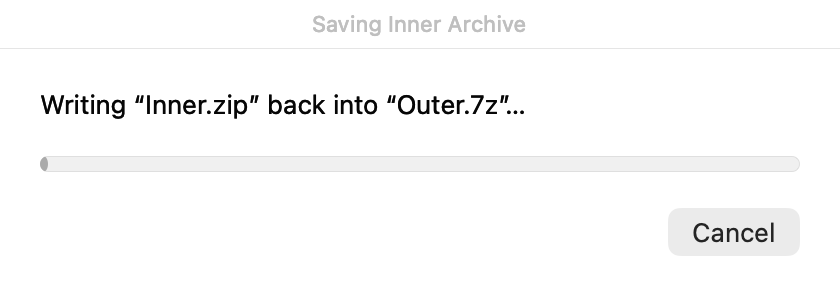 Saving Inner Archive
Writing “Inner.zip” back into “Outer.7z”...
Cancel